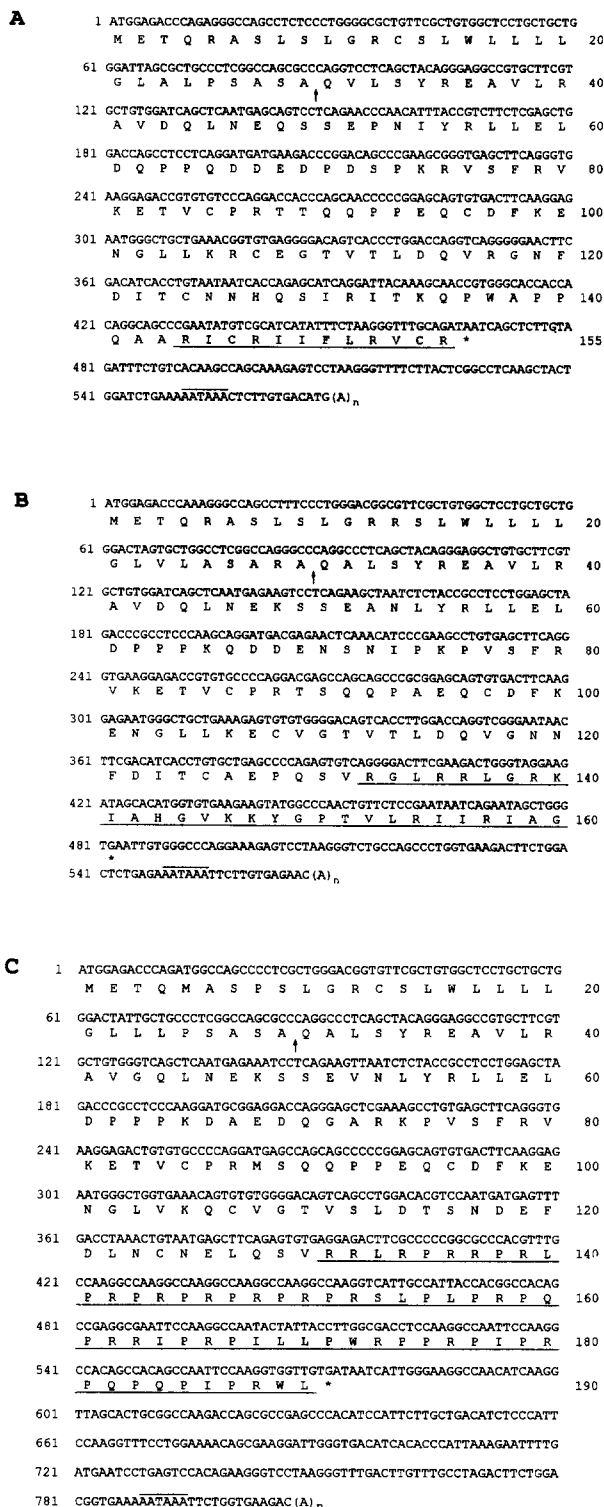 A
1 ATGGAGACCCAGAGGGCCAGCCTCTCCCTGGGGCGCTGTTCGCTGTGGCTCCTGCTGCTG
M E T Q R A S L S L G R C S L W L L L L 20
61 GGATTAGCGCTGCCCTCGGCCAGCGCCCAGGTCCTCAGCTACAGGGAGGCCGTGCTTCGT
G L A L P S A S A Q V L S Y R E A V L R 40
121 GCTGTGGATCAGCTCAATGAGCAGTCCTCAGAACCCAACATTTACCGTCTTCTCGAGCTG
A V D Q L N E Q S S E P N I Y R L L E L 60
181 GACCAGCCTCCTCAGGATGATGAAGACCCGGACAGCCCGAAGCGGGTGAGCTTCAGGGTG
D Q P P Q D D E D P D S P K R V S F R V 80
241 AAGGAGACCGTGTGTCCCAGGACCACCCAGCAACCCCCGGAGCAGTGTGACTTCAAGGAG
K E T V C P R T T Q Q P P E Q C D F K E 100
301 AATGGGCTGCTGAAACGGTGTGAGGGGACAGTCACCCTGGACCAGGTCAGGGGGAACTTC
N G L L K R C E G T V T L D Q V R G N F 120
361 GACATCACCTGTAATAATCACCAGAGCATCAGGATTACAAAGCAACCGTGGGCACCACCA
D I T C N N H Q S I R I T K Q P W A P P 140
421 CAGGCAGCCCGAATATGTCGCATCATATTTCTAAGGGTTTGCAGATAATCAGCTCTTGTA
Q A A R I C R I I F L R V C R * 155
481 GATTTCTGTCACAAGCCAGCAAAGAGTCCTAAGGGTTTTCTTACTCGGCCTCAAGCTACT
541 GGATCTGAAAAATAAACTCTTGTGACATG(A)n
B
1 ATGGAGACCCAAAGGGCCAGCCTTTCCCTGGGACGGCGTTCGCTGTGGCTCCTGCTGCTG
M E T Q R A S L S L G R R S L W L L L L 20
61 GGACTAGTGCTGGCCTCGGCCAGGGCCCAGGCCCTCAGCTACAGGGAGGCTGTGCTTCGT
G L V L A S A R A Q A L S Y R E A V L R 40
121 GCTGTGGATCAGCTCAATGAGAAGTCCTCAGAAGCTAATCTCTACCGCCTCCTGGAGCTA
A V D Q L N E K S S E A N L Y R L L E L 60
181 GACCCGCCTCCCAAGCAGGATGACGAGAACTCAAACATCCCGAAGCCTGTGAGCTTCAGG
D P P P K Q D D E N S N I P K P V S F R 80
241 GTGAAGGAGACCGTGTGCCCCAGGACGAGCCAGCAGCCCGCGGAGCAGTGTGACTTCAAG
V K E T V C P R T S Q Q P A E Q C D F K 100
301 GAGAATGGGCTGCTGAAAGAGTGTGTGGGGACAGTCACCTTGGACCAGGTCGGGAATAAC
E N G L L K E C V G T V T L D Q V G N N 120
361 TTCGACATCACCTGTGCTGAGCCCCAGAGTGTCAGGGGACTTCGAAGACTGGGTAGGAAG
F D I T C A E P Q S V R G L R R L G R K 140
421 ATAGCACATGGTGTGAAGAAGTATGGCCCAACTGTTCTCCGAATAATCAGAATAGCTGGG
I A H G V K K Y G P T V L R I I R I A G 160
481 TGAATTGTGGGCCCAGGAAAGAGTCCTAAGGGTCTGCCAGCCCTGGTGAAGACTTCTGGA
*
541 CTCTGAGAAATAAATTCTTGTGAGAAC(A)n
C
1 ATGGAGACCCAGATGGCCAGCCCCTCGCTGGGACGGTGTTCGCTGTGGCTCCTGCTGCTG
M E T Q M A S P S L G R C S L W L L L L 20
61 GGACTATTGCTGCCCTCGGCCAGCGCCCAGGCCCTCAGCTACAGGGAGGCCGTGCTTCGT
G L L L P S A S A Q A L S Y R E A V L R 40
121 GCTGTGGGTCAGCTCAATGAGAAATCCTCAGAAGTTAATCTCTACCGCCTCCTGGAGCTA
A V G Q L N E K S S E V N L Y R L L E L 60
181 GACCCGCCTCCCAAGGATGCGGAGGACCAGGGAGCTCGAAAGCCTGTGAGCTTCAGGGTG
D P P P K D A E D Q G A R K P V S F R V 80
241 AAGGAGACTGTGTGCCCCAGGATGAGCCAGCAGCCCCCGGAGCAGTGTGACTTCAAGGAG
K E T V C P R M S Q Q P P E Q C D F K E 100
301 AATGGGCTGGTGAAACAGTGTGTGGGGACAGTCAGCCTGGACACGTCCAATGATGAGTTT
N G L V K Q C V G T V S L D T S N D E F 120
361 GACCTAAACTGTAATGAGCTTCAGAGTGTGAGGAGACTTCGCCCCCGGCGCCCACGTTTG
D L N C N E L Q S V R R L R P R R P R L 140
421 CCAAGGCCAAGGCCAAGGCCAAGGCCAAGGCCAAGGTCATTGCCATTACCACGGCCACAG
P R P R P R P R P R P R S L P L P R P Q 160
481 CCGAGGCGAATTCCAAGGCCAATACTATTACCTTGGCGACCTCCAAGGCCAATTCCAAGG
P R R I P R P I L L P W R P P R P I P R 180
541 CCACAGCCACAGCCAATTCCAAGGTGGTTGTGATAATCATTGGGAAGGCCAACATCAAGG
P Q P Q P I P R W L * 190
601 TTAGCACTGCGGCCAAGACCAGCGCCGAGCCCACATCCATTCTTGCTGACATCTCCCATT
661 CCAAGGTTTCCTGGAAAACAGCGAAGGATTGGGTGACATCACACCCATTAAAGAATTTTG
721 ATGAATCCTGAGTCCACAGAAGGGTCCTAAGGGTTTGACTTGTTTGCCTAGACTTCTGGA
781 CGGTGAAAAATAAATTCTGGTGAAGAC(A)n